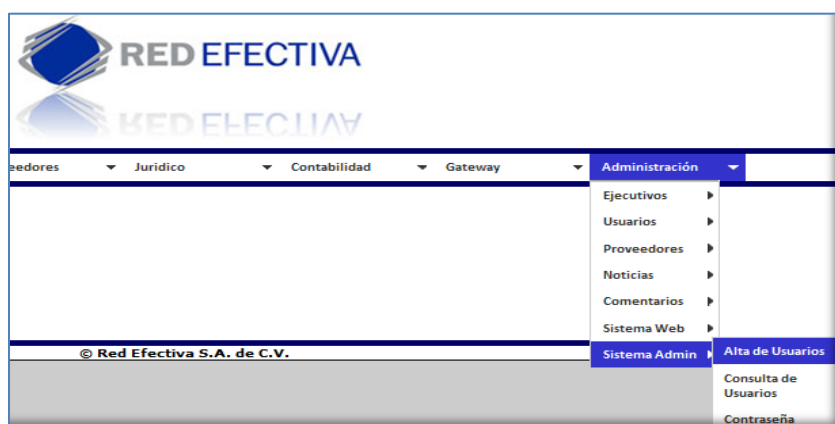 RED EFECTIVA
eedores Juridico Contabilidad Gateway Administración
Ejecutivos
Usuarios
Proveedores
Noticias
Comentarios
Sistema Web
© Red Efectiva S.A. de C.V.
Sistema Admin Alta de Usuarios
Consulta de
Usuarios
Contraseña